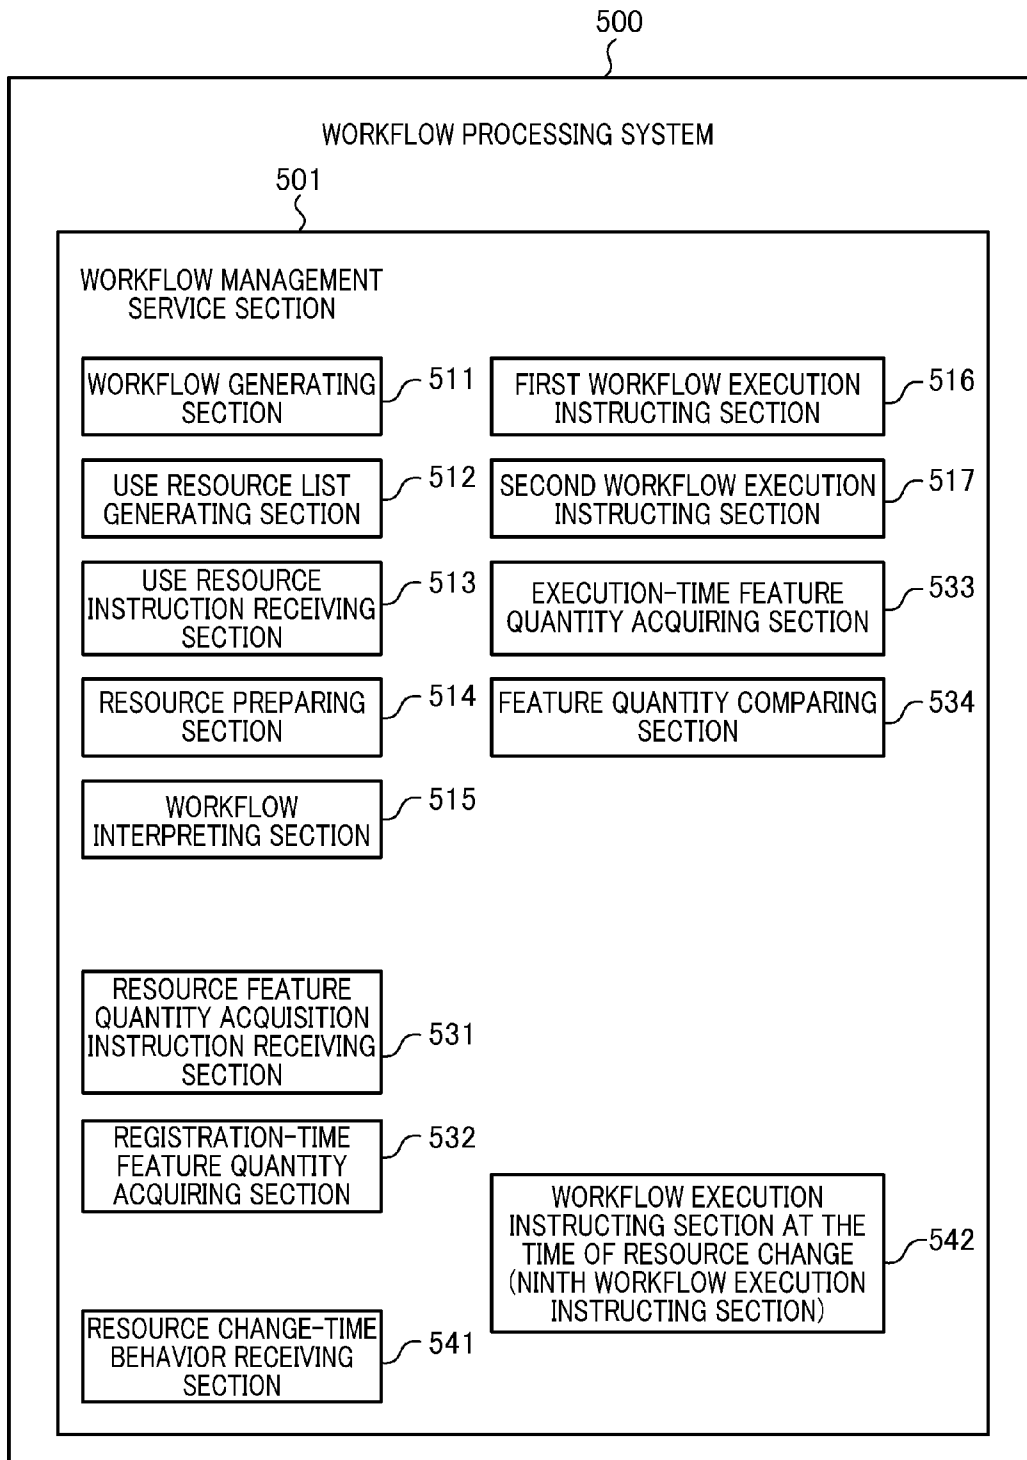 500
WORKFLOW PROCESSING SYSTEM
501
WORKFLOW MANAGEMENT
SERVICE SECTION
WORKFLOW GENERATING
SECTION
511
USE RESOURCE LIST
GENERATING SECTION
512
USE RESOURCE
INSTRUCTION RECEIVING
SECTION
513
RESOURCE PREPARING
SECTION
514
WORKFLOW
INTERPRETING SECTION
515
RESOURCE FEATURE
QUANTITY ACQUISITION
INSTRUCTION RECEIVING
SECTION
531
REGISTRATION-TIME
FEATURE QUANTITY
ACQUIRING SECTION
532
RESOURCE CHANGE-TIME
BEHAVIOR RECEIVING
SECTION
541
FIRST WORKFLOW EXECUTION
INSTRUCTING SECTION
516
SECOND WORKFLOW EXECUTION
INSTRUCTING SECTION
517
EXECUTION-TIME FEATURE
QUANTITY ACQUIRING SECTION
533
FEATURE QUANTITY COMPARING
SECTION
534
WORKFLOW EXECUTION
INSTRUCTING SECTION AT THE
TIME OF RESOURCE CHANGE
(NINTH WORKFLOW EXECUTION
INSTRUCTING SECTION)
542